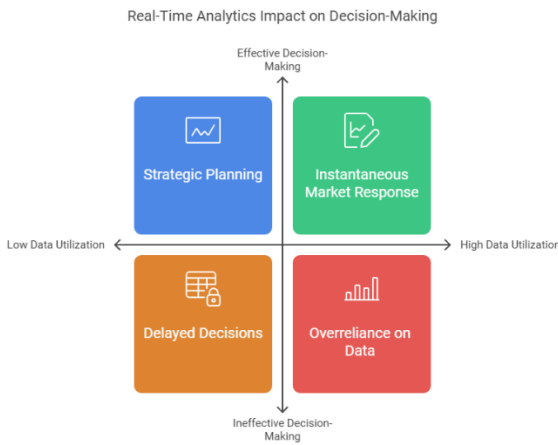 Real-Time Analytics Impact on Decision-Making
Effective Decision-
Making
Strategic Planning
Instantaneous
Market Response
Low Data Utilization
High Data Utilization
Delayed Decisions
Overreliance on
Data
Ineffective Decision-
Making